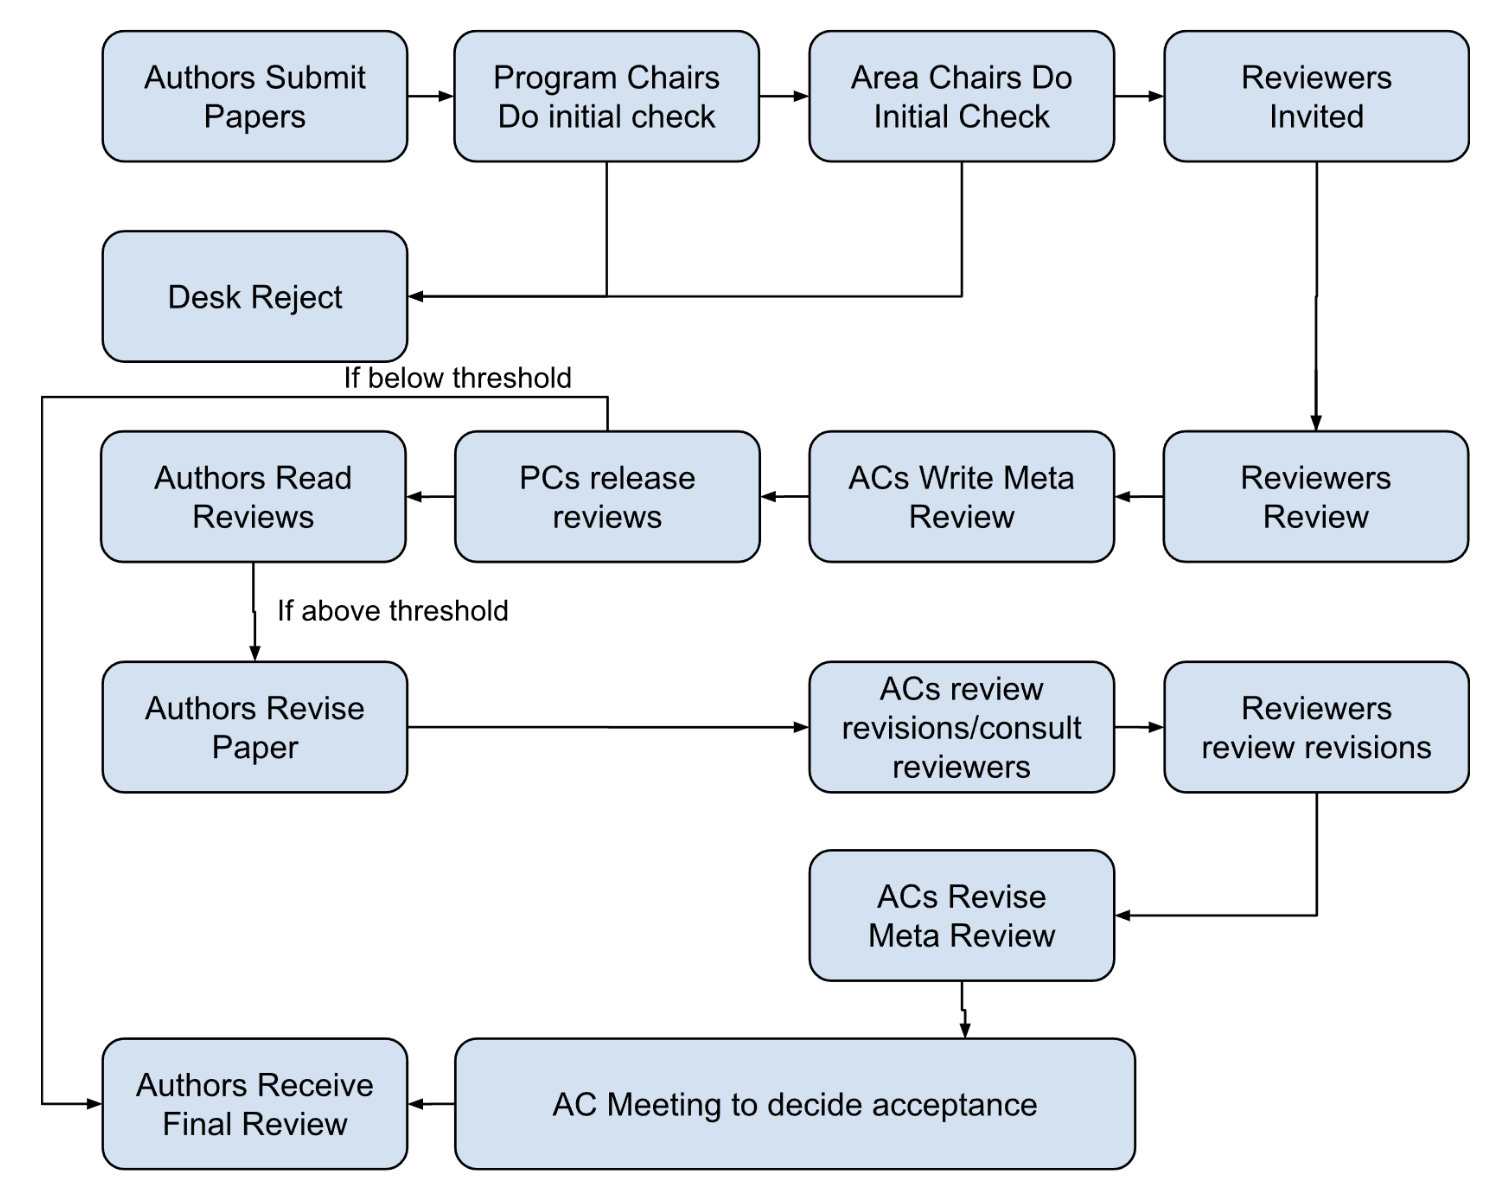 Authors Submit
Papers
Program Chairs
Do initial check
Area Chairs Do
Initial Check
Reviewers
Invited
Desk Reject
If below threshold
Authors Read
Reviews
PCs release
reviews
ACs Write Meta
Review
Reviewers
Review
If above threshold
Authors Revise
Paper
ACs review
revisions/consult
reviewers
Reviewers
review revisions
ACs Revise
Meta Review
Authors Receive
Final Review
AC Meeting to decide acceptance